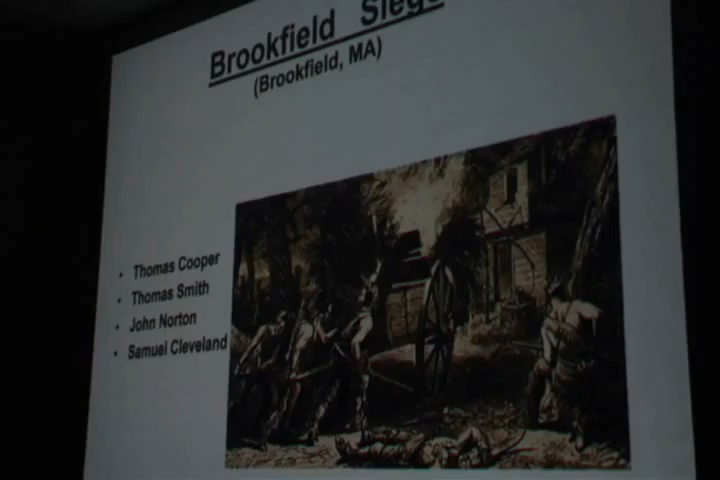 Brookfield Siege
(Brookfield, MA)
• Thomas Cooper
• Thomas Smith
• John Norton
• Samuel Cleveland